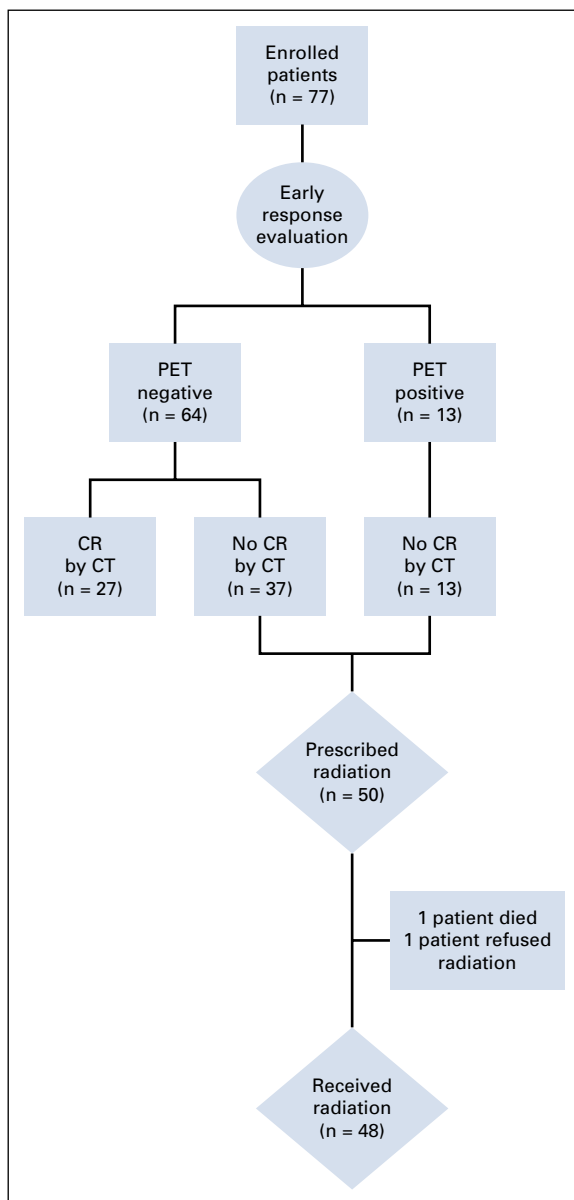 Enrolled
patients
(n = 77)
Early
response
evaluation
PET
negative
(n = 64)
PET
positive
(n = 13)
CR
by CT
(n = 27)
No CR
by CT
(n = 37)
No CR
by CT
(n = 13)
Prescribed
radiation
(n = 50)
1 patient died
1 patient refused
radiation
Received
radiation
(n = 48)